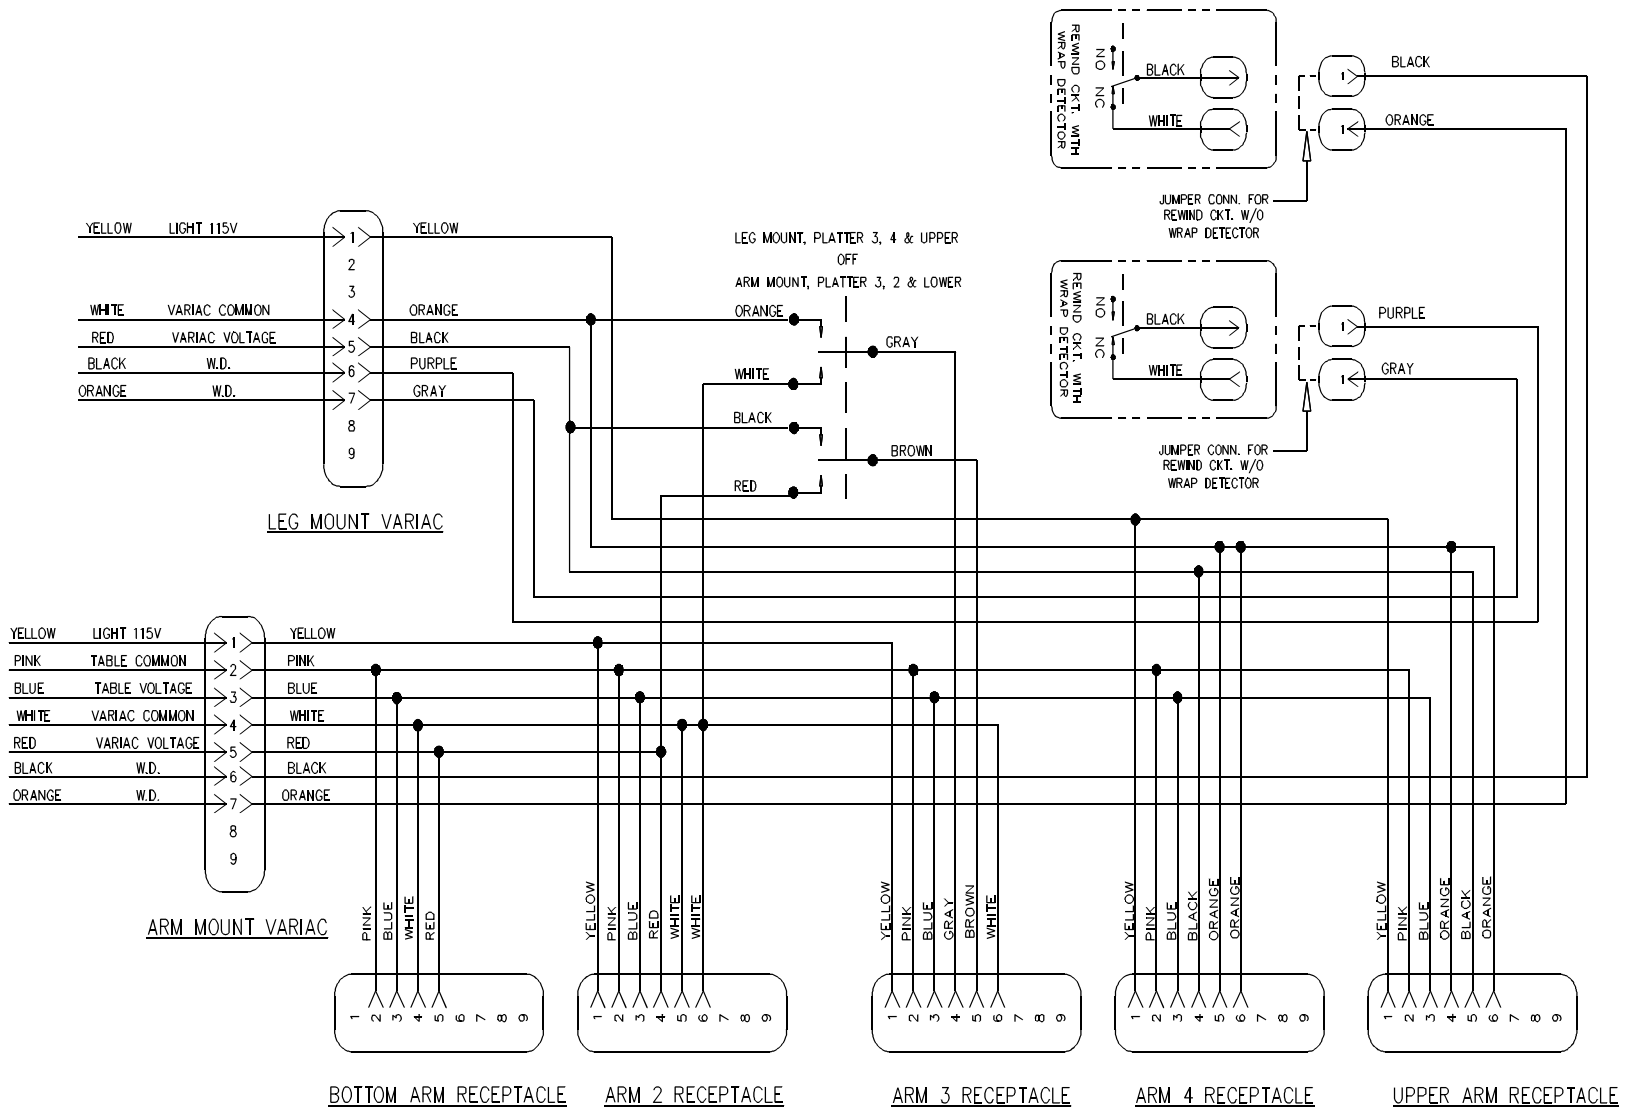 REWIND CKT. WITH
WRAP DETECTOR
NO
NC
BLACK
WHITE
1
BLACK
1
ORANGE
JUMPER CONN. FOR
REWIND CKT. W/O
WRAP DETECTOR
REWIND CKT. WITH
WRAP DETECTOR
NO
NC
BLACK
WHITE
1
PURPLE
1
GRAY
JUMPER CONN. FOR
REWIND CKT. W/O
WRAP DETECTOR
YELLOW LIGHT 115V 1 YELLOW
2
3
WHITE VARIAC COMMON 4 ORANGE
RED VARIAC VOLTAGE 5 BLACK
BLACK W.D. 6 PURPLE
ORANGE W.D. 7 GRAY
8
9
LEG MOUNT VARIAC
LEG MOUNT, PLATTER 3, 4 & UPPER
OFF
ARM MOUNT, PLATTER 3, 2 & LOWER
ORANGE
GRAY
WHITE
BLACK
BROWN
RED
YELLOW LIGHT 115V 1 YELLOW
PINK TABLE COMMON 2 PINK
BLUE TABLE VOLTAGE 3 BLUE
WHITE VARIAC COMMON 4 WHITE
RED VARIAC VOLTAGE 5 RED
BLACK W.D. 6 BLACK
ORANGE W.D. 7 ORANGE
8
9
ARM MOUNT VARIAC
PINK
BLUE
WHITE
RED
1 2 3 4 5 6 7 8 9
BOTTOM ARM RECEPTACLE
YELLOW
PINK
BLUE
RED
WHITE
WHITE
1 2 3 4 5 6 7 8 9
ARM 2 RECEPTACLE
YELLOW
PINK
BLUE
GRAY
BROWN
WHITE
1 2 3 4 5 6 7 8 9
ARM 3 RECEPTACLE
YELLOW
PINK
BLUE
BLACK
ORANGE
ORANGE
1 2 3 4 5 6 7 8 9
ARM 4 RECEPTACLE
YELLOW
PINK
BLUE
ORANGE
BLACK
ORANGE
1 2 3 4 5 6 7 8 9
UPPER ARM RECEPTACLE